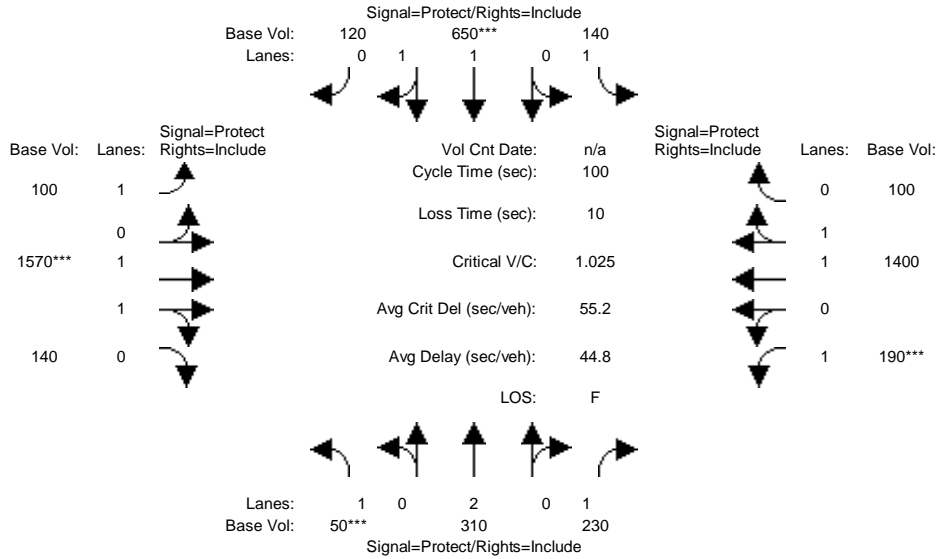 Signal=Protect/Rights=Include
Base Vol: 120 650*** 140
Lanes: 0 1 1 0 1
Signal=Protect
Rights=Include
Signal=Protect
Rights=Include
Base Vol: Lanes: Vol Cnt Date: n/a Lanes: Base Vol:
Cycle Time (sec): 100
100 1 0 100
Loss Time (sec): 10
0 1
1570*** 1 Critical V/C: 1.025 1 1400
1 Avg Crit Del (sec/veh): 55.2 0
140 0 Avg Delay (sec/veh): 44.8 1 190***
LOS: F
Lanes: 1 0 2 0 1
Base Vol: 50*** 310 230
Signal=Protect/Rights=Include